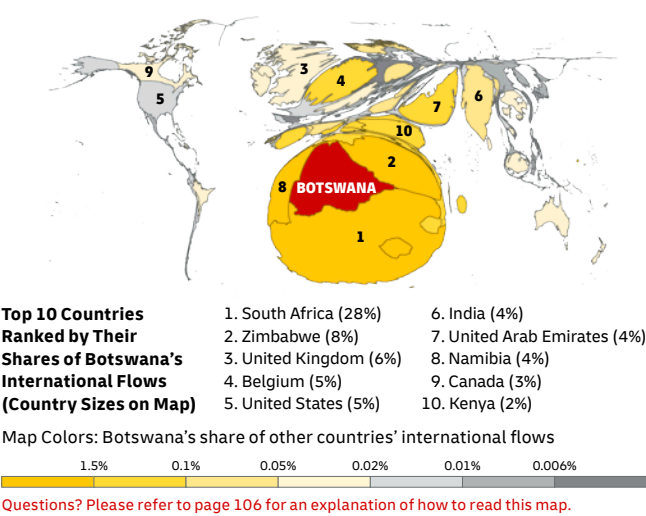 3
9
4
5
7
6
10
2
8 BOTSWANA
1
Top 10 Countries
Ranked by Their
Shares of Botswana's
International Flows
(Country Sizes on Map)
1. South Africa (28%)
2. Zimbabwe (8%)
3. United Kingdom (6%)
4. Belgium (5%)
5. United States (5%)
6. India (4%)
7. United Arab Emirates (4%)
8. Namibia (4%)
9. Canada (3%)
10. Kenya (2%)
Map Colors: Botswana's share of other countries' international flows
1.5% 0.1% 0.05% 0.02% 0.01% 0.006%
Questions? Please refer to page 106 for an explanation of how to read this map.